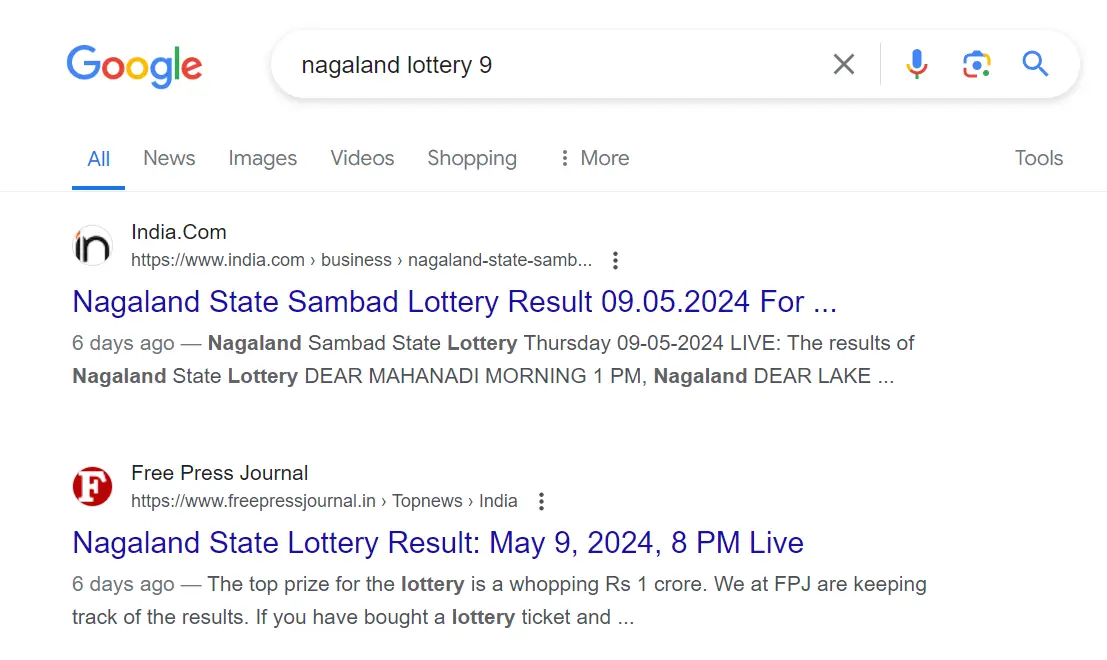 Google
nagaland lottery 9
All News Images Videos Shopping More Tools
in
India.Com
https://www.india.com › business › nagaland-state-samb...
Nagaland State Sambad Lottery Result 09.05.2024 For ...
6 days ago — Nagaland Sambad State Lottery Thursday 09-05-2024 LIVE: The results of
Nagaland State Lottery DEAR MAHANADI MORNING 1 PM, Nagaland DEAR LAKE ...
F
Free Press Journal
https://www.freepressjournal.in › Topnews › India
Nagaland State Lottery Result: May 9, 2024, 8 PM Live
6 days ago — The top prize for the lottery is a whopping Rs 1 crore. We at FPJ are keeping
track of the results. If you have bought a lottery ticket and ...